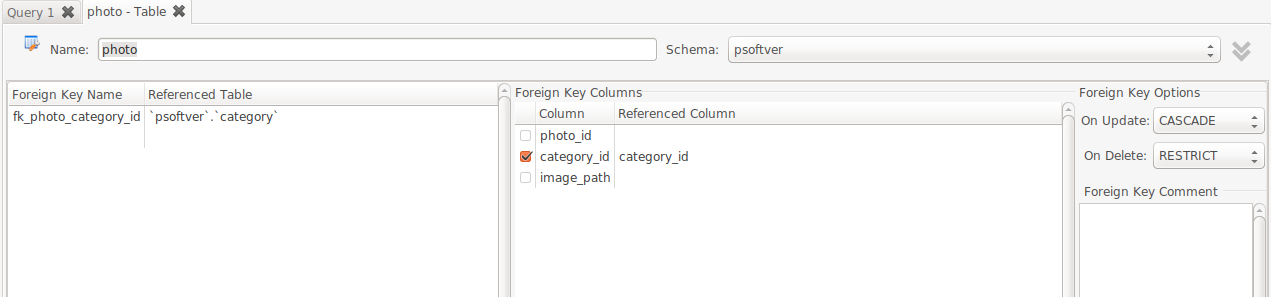 Query 1 photo - Table
Name: photo Schema: psoftver
Foreign Key Name Referenced Table
fk_photo_category_id `psoftver`.`category`
Foreign Key Columns
Column Referenced Column
photo_id
category_id category_id
image_path
Foreign Key Options
On Update: CASCADE
On Delete: RESTRICT
Foreign Key Comment